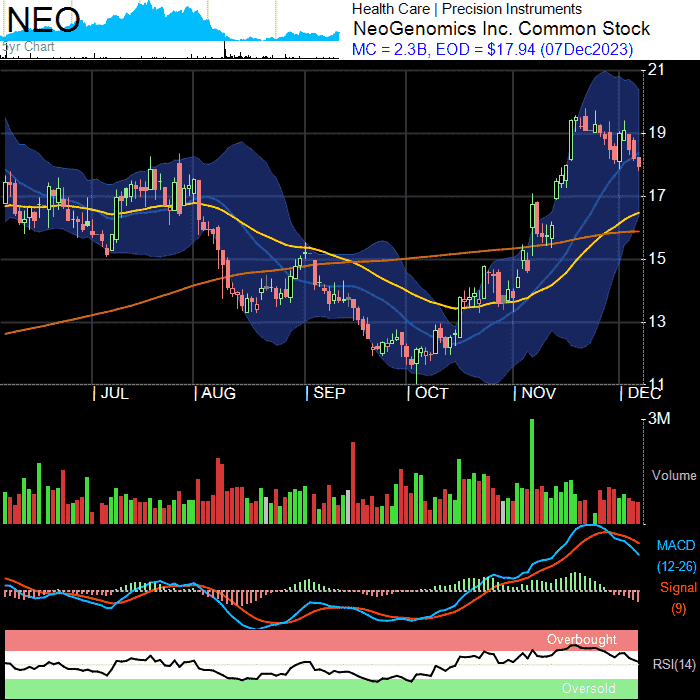 NEO
5yr Chart
Health Care | Precision Instruments
NeoGenomics Inc. Common Stock
MC = 2.3B, EOD = $17.94 (07Dec2023)
21
19
17
15
13
11
| JUL | AUG | SEP | OCT | NOV | DEC
3M
Volume
MACD
(12-26)
Signal
(9)
Overbought
RSI(14)
Oversold